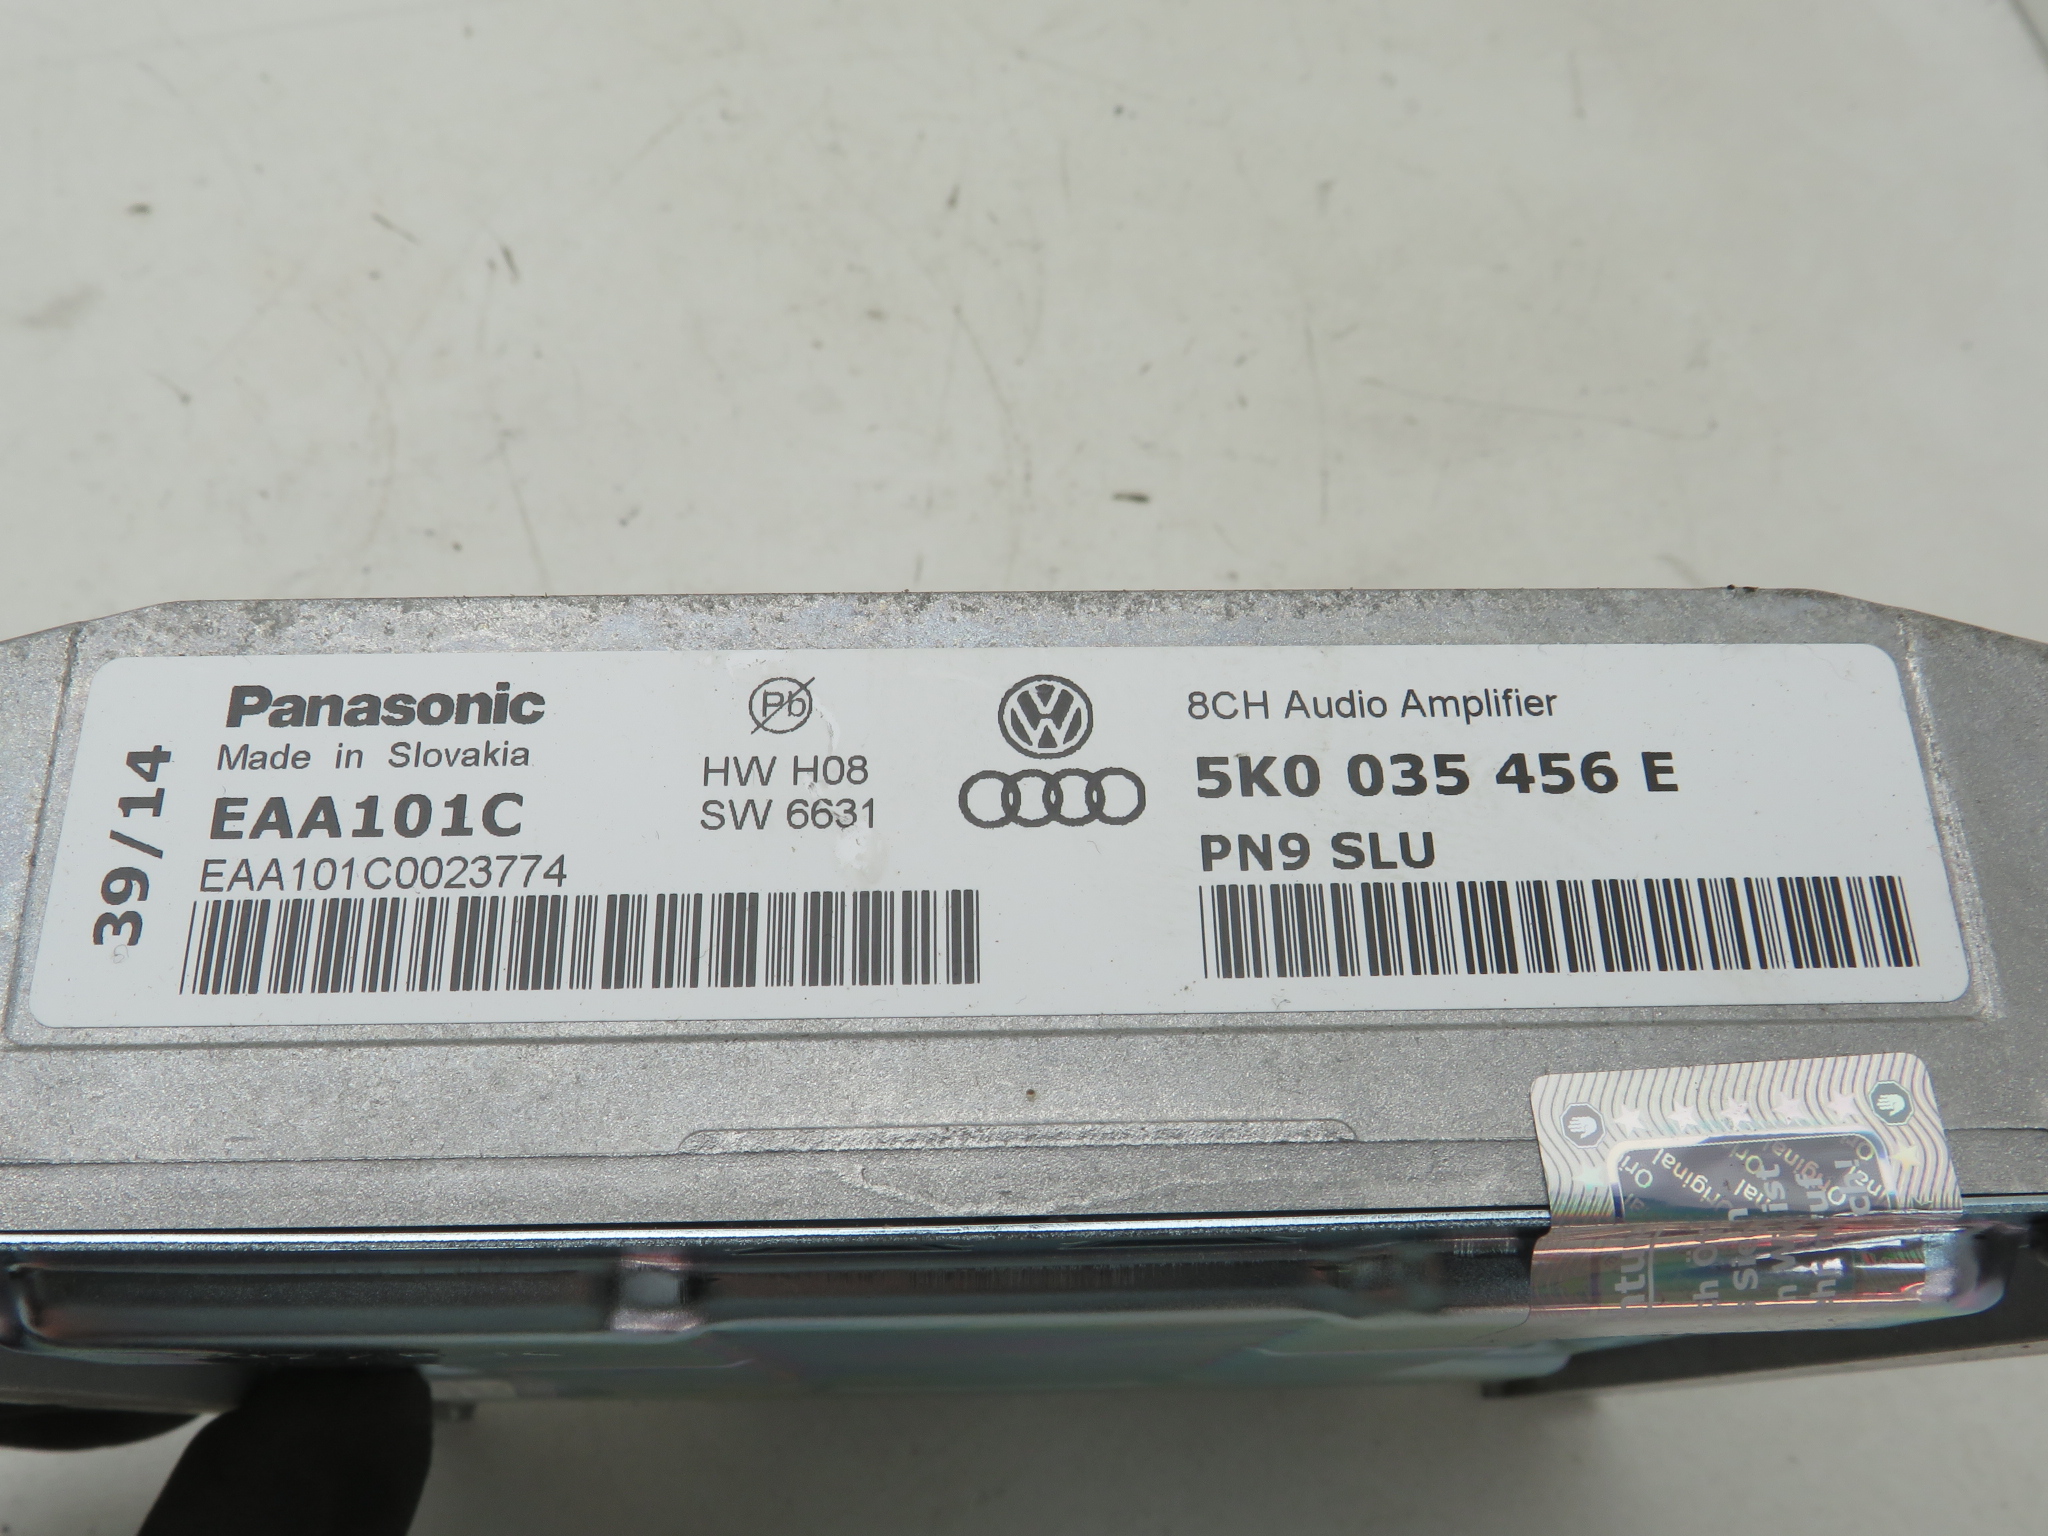 39/14
Panasonic
Made in Slovakia
EAA101C
EAA101C0023774
Pb
HW H08
SW 6631
8CH Audio Amplifier
5K0 035 456 E
PN9 SLU
Original